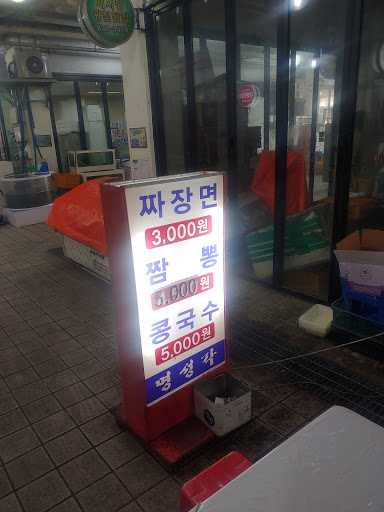 짜장면
3,000원
짬뽕
5,000원
콩국수
5,000원
명성각